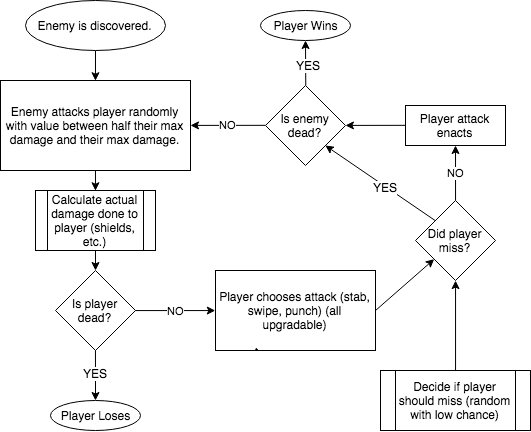 Enemy is discovered.
Enemy attacks player randomly
with value between half their max
damage and their max damage.
Calculate actual
damage done to
player (shields,
etc.)
Is player
dead?
YES
Player Loses
NO
Player chooses attack (stab,
swipe, punch) (all
upgradable)
Decide if player
should miss (random
with low chance)
Did player
miss?
YES
NO
Player attack
enacts
Is enemy
dead?
NO
YES
Player Wins